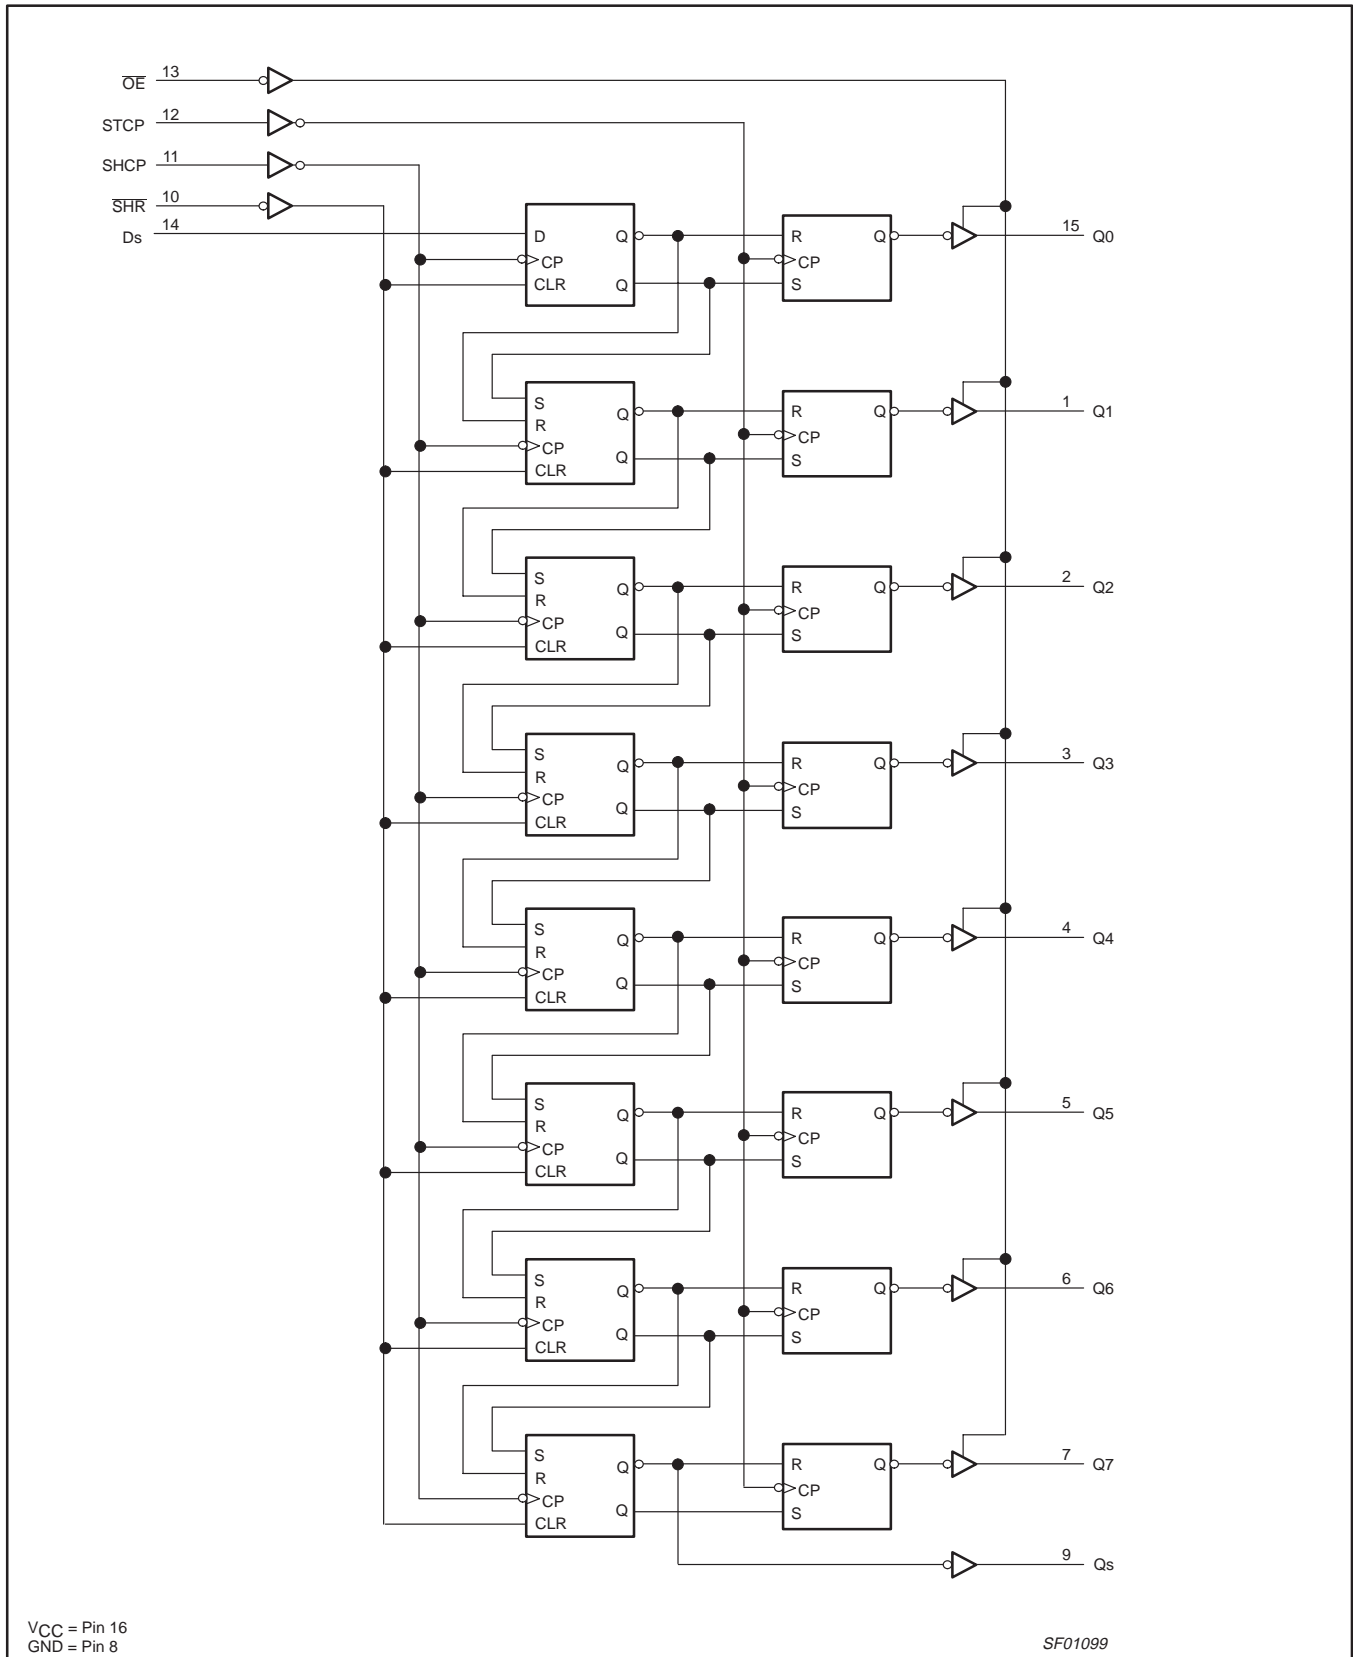 OE 13
STCP 12
SHCP 11
SHR 10
Ds 14
D Q
CP
CLR Q
R Q
CP
S
15 Q0
S Q
R
CP
CLR Q
R Q
CP
S
1 Q1
S Q
R
CP
CLR Q
R Q
CP
S
2 Q2
S Q
R
CP
CLR Q
R Q
CP
S
3 Q3
S Q
R
CP
CLR Q
R Q
CP
S
4 Q4
S Q
R
CP
CLR Q
R Q
CP
S
5 Q5
S Q
R
CP
CLR Q
R Q
CP
S
6 Q6
S Q
R
CP
CLR Q
R Q
CP
S
7 Q7
9 Qs
VCC = Pin 16
GND = Pin 8
SF01099